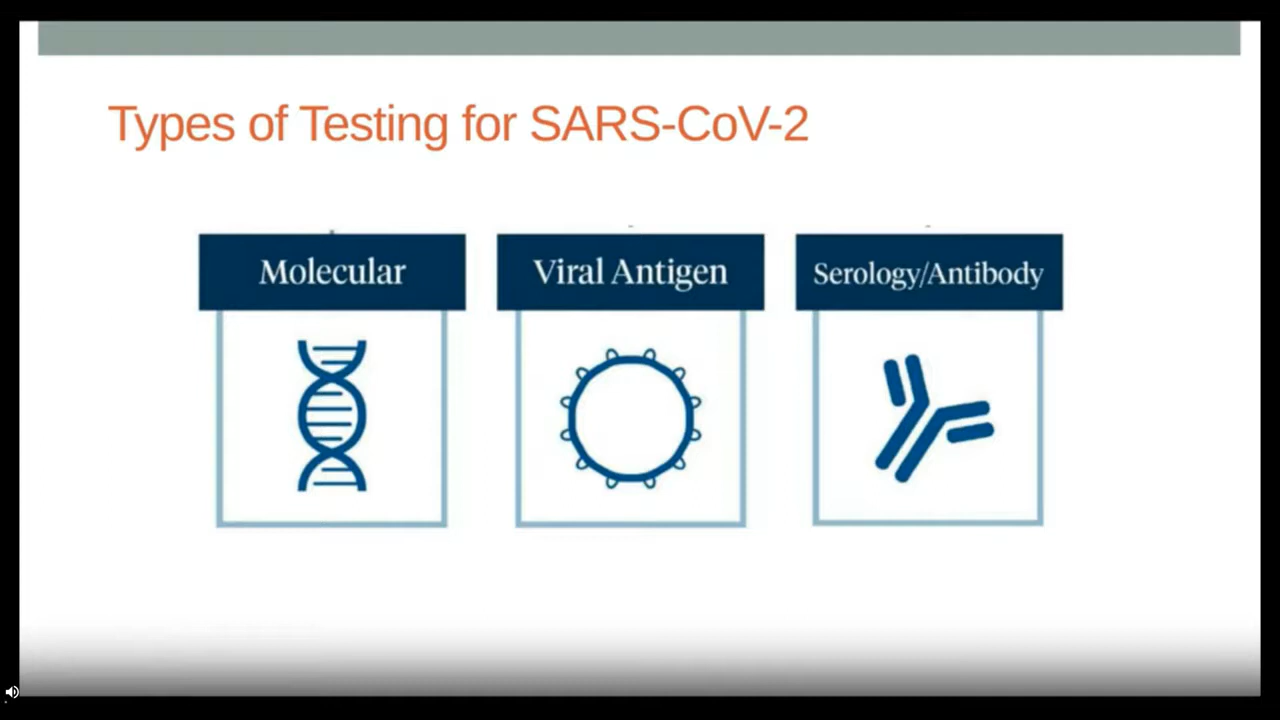 Types of Testing for SARS-CoV-2
Molecular
Viral Antigen
Serology/Antibody